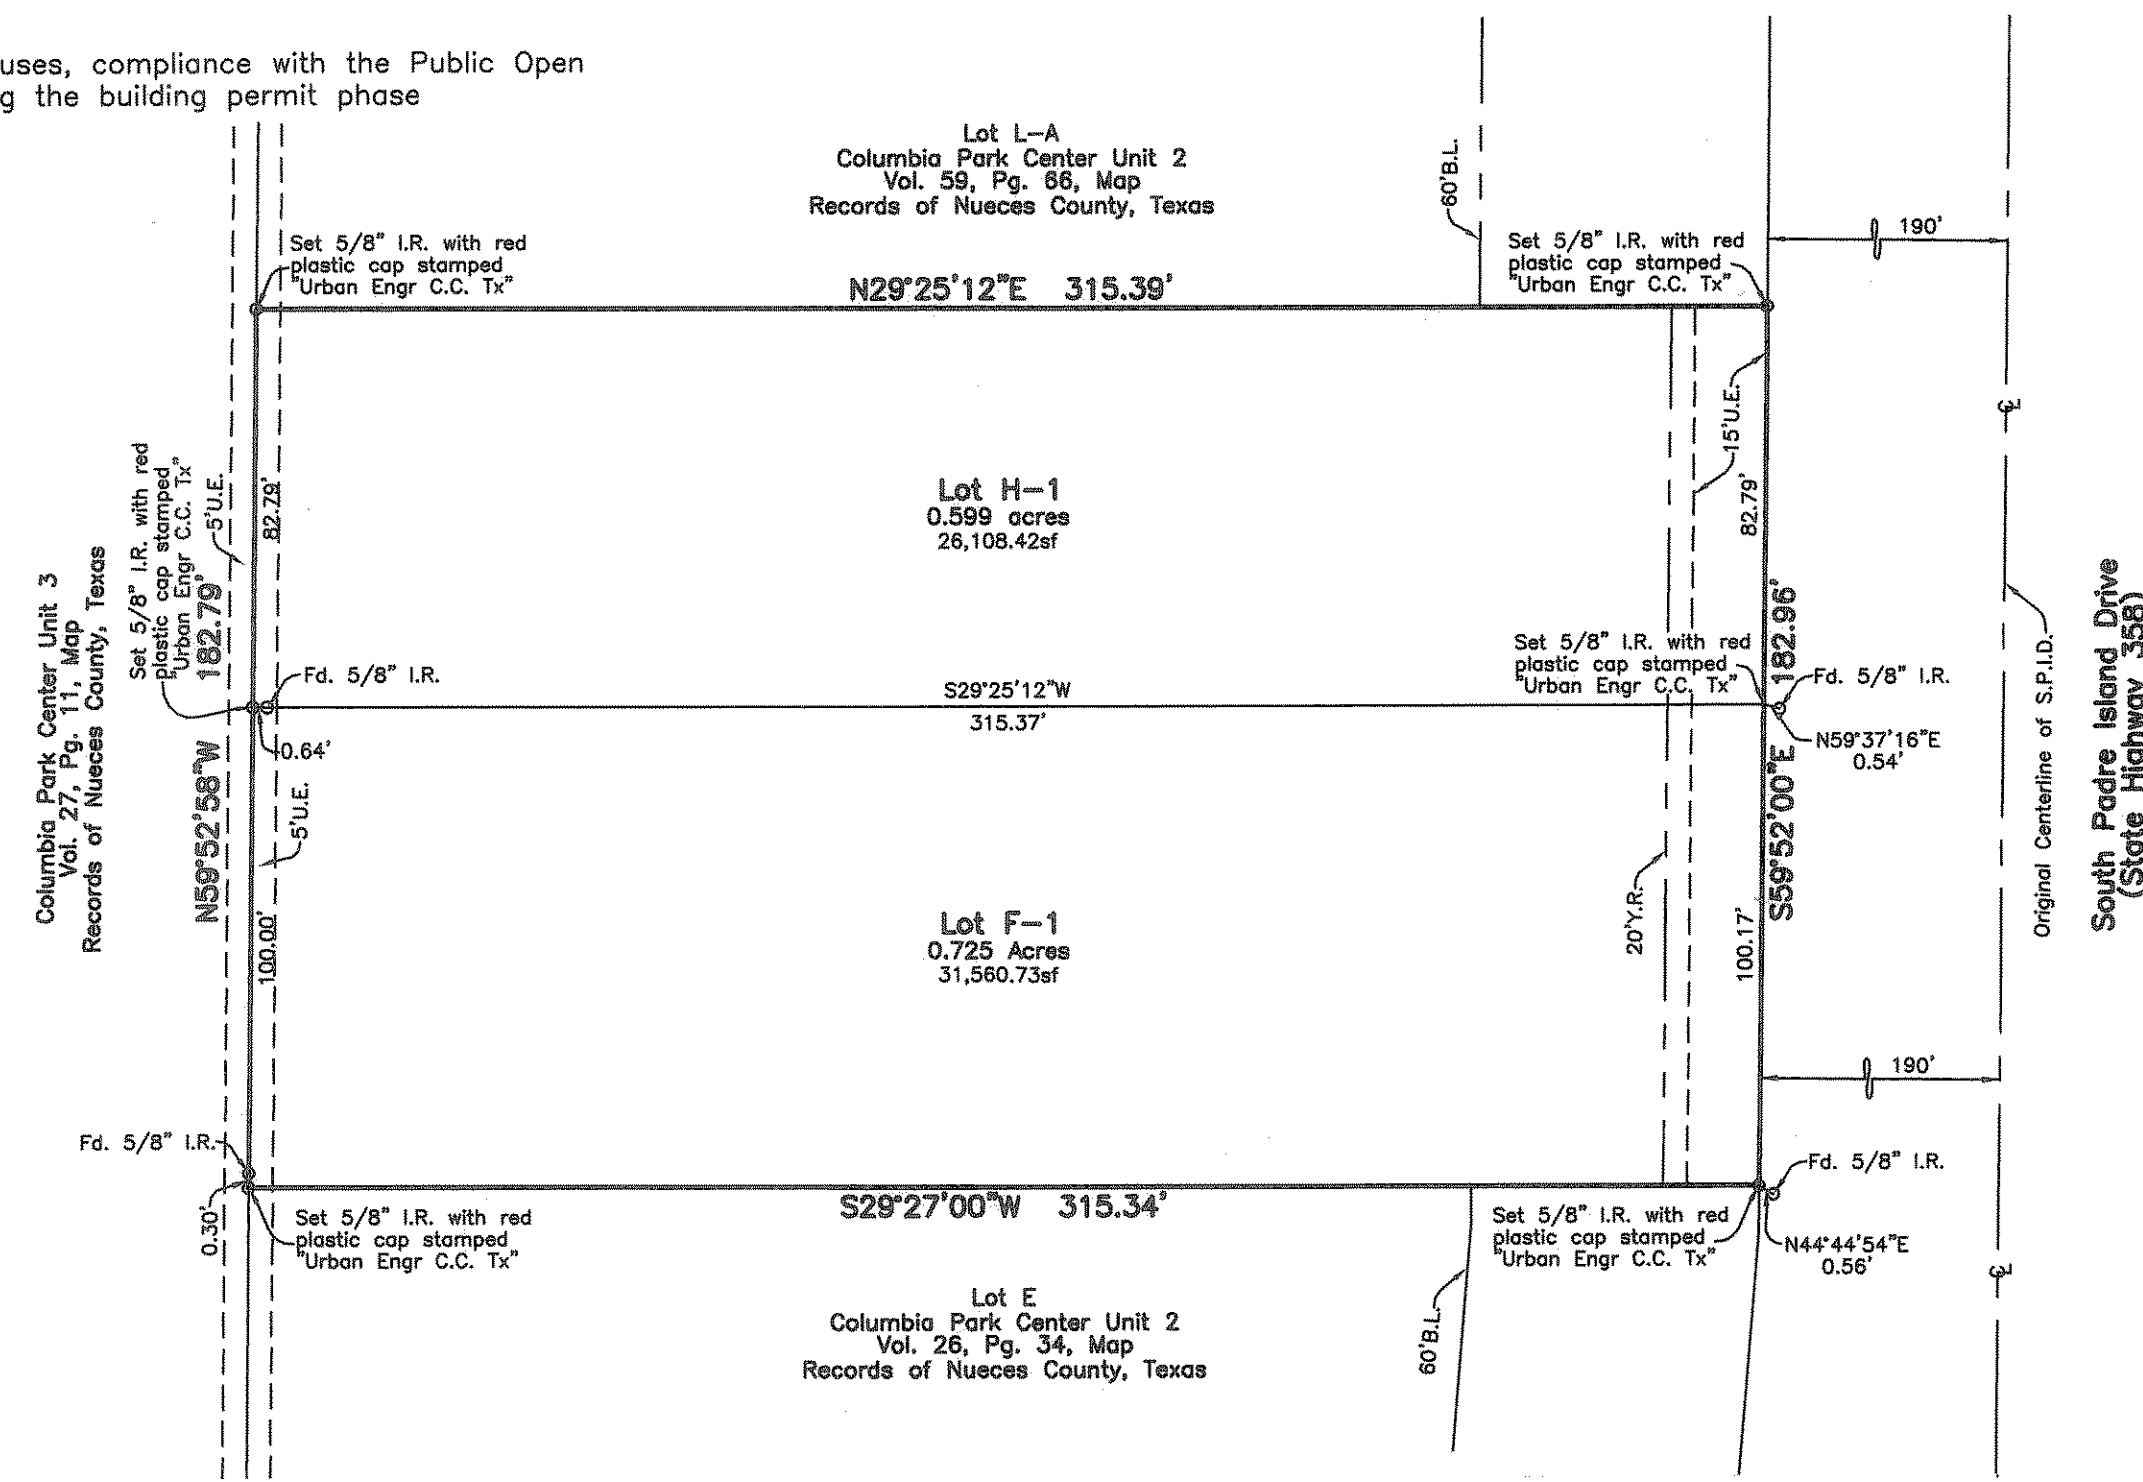 uses, compliance with the Public Open
g the building permit phase
Lot L-A
Columbia Park Center Unit 2
Vol. 59, Pg. 66, Map
Records of Nueces County, Texas
60'B.L.
190'
Set 5/8" I.R. with red
plastic cap stamped
"Urban Engr C.C. Tx"
N29°25'12"E 315.39'
Set 5/8" I.R. with red
plastic cap stamped
"Urban Engr C.C. Tx"
15'U.E.
Columbia Park Center Unit 3
Vol. 27, Pg. 11, Map
Records of Nueces County, Texas
Set 5/8" I.R. with red
plastic cap stamped
"Urban Engr C.C. Tx"
5'U.E.
82.79'
N59°52'58"W 182.79'
Lot H-1
0.599 acres
26,108.42sf
82.79'
S59°52'00"E 182.96'
Original Centerline of S.P.I.D.
South Padre Island Drive
(State Highway 358)
Fd. 5/8" I.R.
0.64'
S29°25'12"W
315.37'
Set 5/8" I.R. with red
plastic cap stamped
"Urban Engr C.C. Tx"
Fd. 5/8" I.R.
N59°37'16"E
0.54'
5'U.E.
100.00'
Lot F-1
0.725 Acres
31,560.73sf
20'Y.R.
100.17'
190'
Fd. 5/8" I.R.
0.30'
Set 5/8" I.R. with red
plastic cap stamped
"Urban Engr C.C. Tx"
S29°27'00"W 315.34'
Set 5/8" I.R. with red
plastic cap stamped
"Urban Engr C.C. Tx"
Fd. 5/8" I.R.
N44°44'54"E
0.56'
Lot E
Columbia Park Center Unit 2
Vol. 26, Pg. 34, Map
Records of Nueces County, Texas
60'B.L.